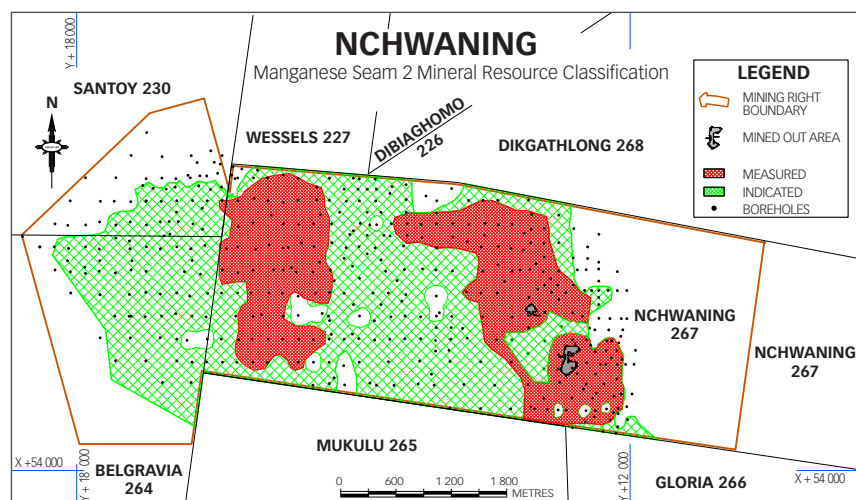 NCHWANING
Manganese Seam 2 Mineral Resource Classification
Y + 18 000
SANTOY 230
N
WESSELS 227
DIBIAGHOMO
226
DIKGATHLONG 268
LEGEND
MINING RIGHT
BOUNDARY
MINED OUT AREA
MEASURED
INDICATED
BOREHOLES
NCHWANING
267
NCHWANING
267
MUKULU 265
BELGRAVIA
264
GLORIA 266
X +54 000
X +54 000
Y + 18 000
Y +12 000
0 600 1 200 1 800
METRES